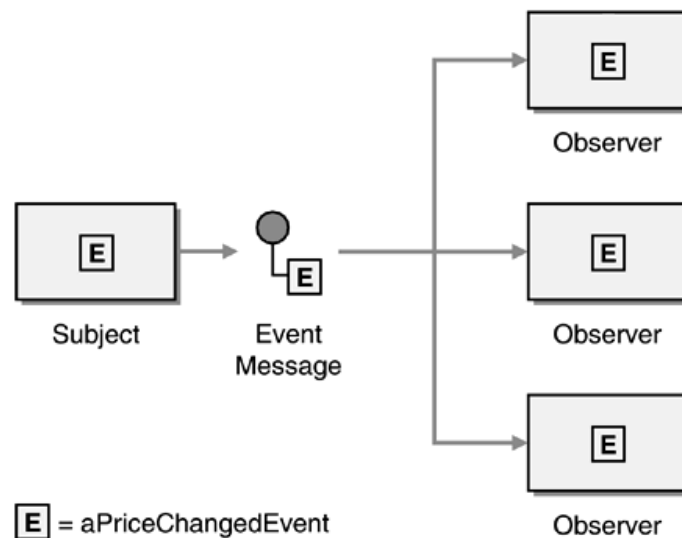 E
Observer
E
Subject
E
Event
Message
E
Observer
E
Observer
E = aPriceChangedEvent